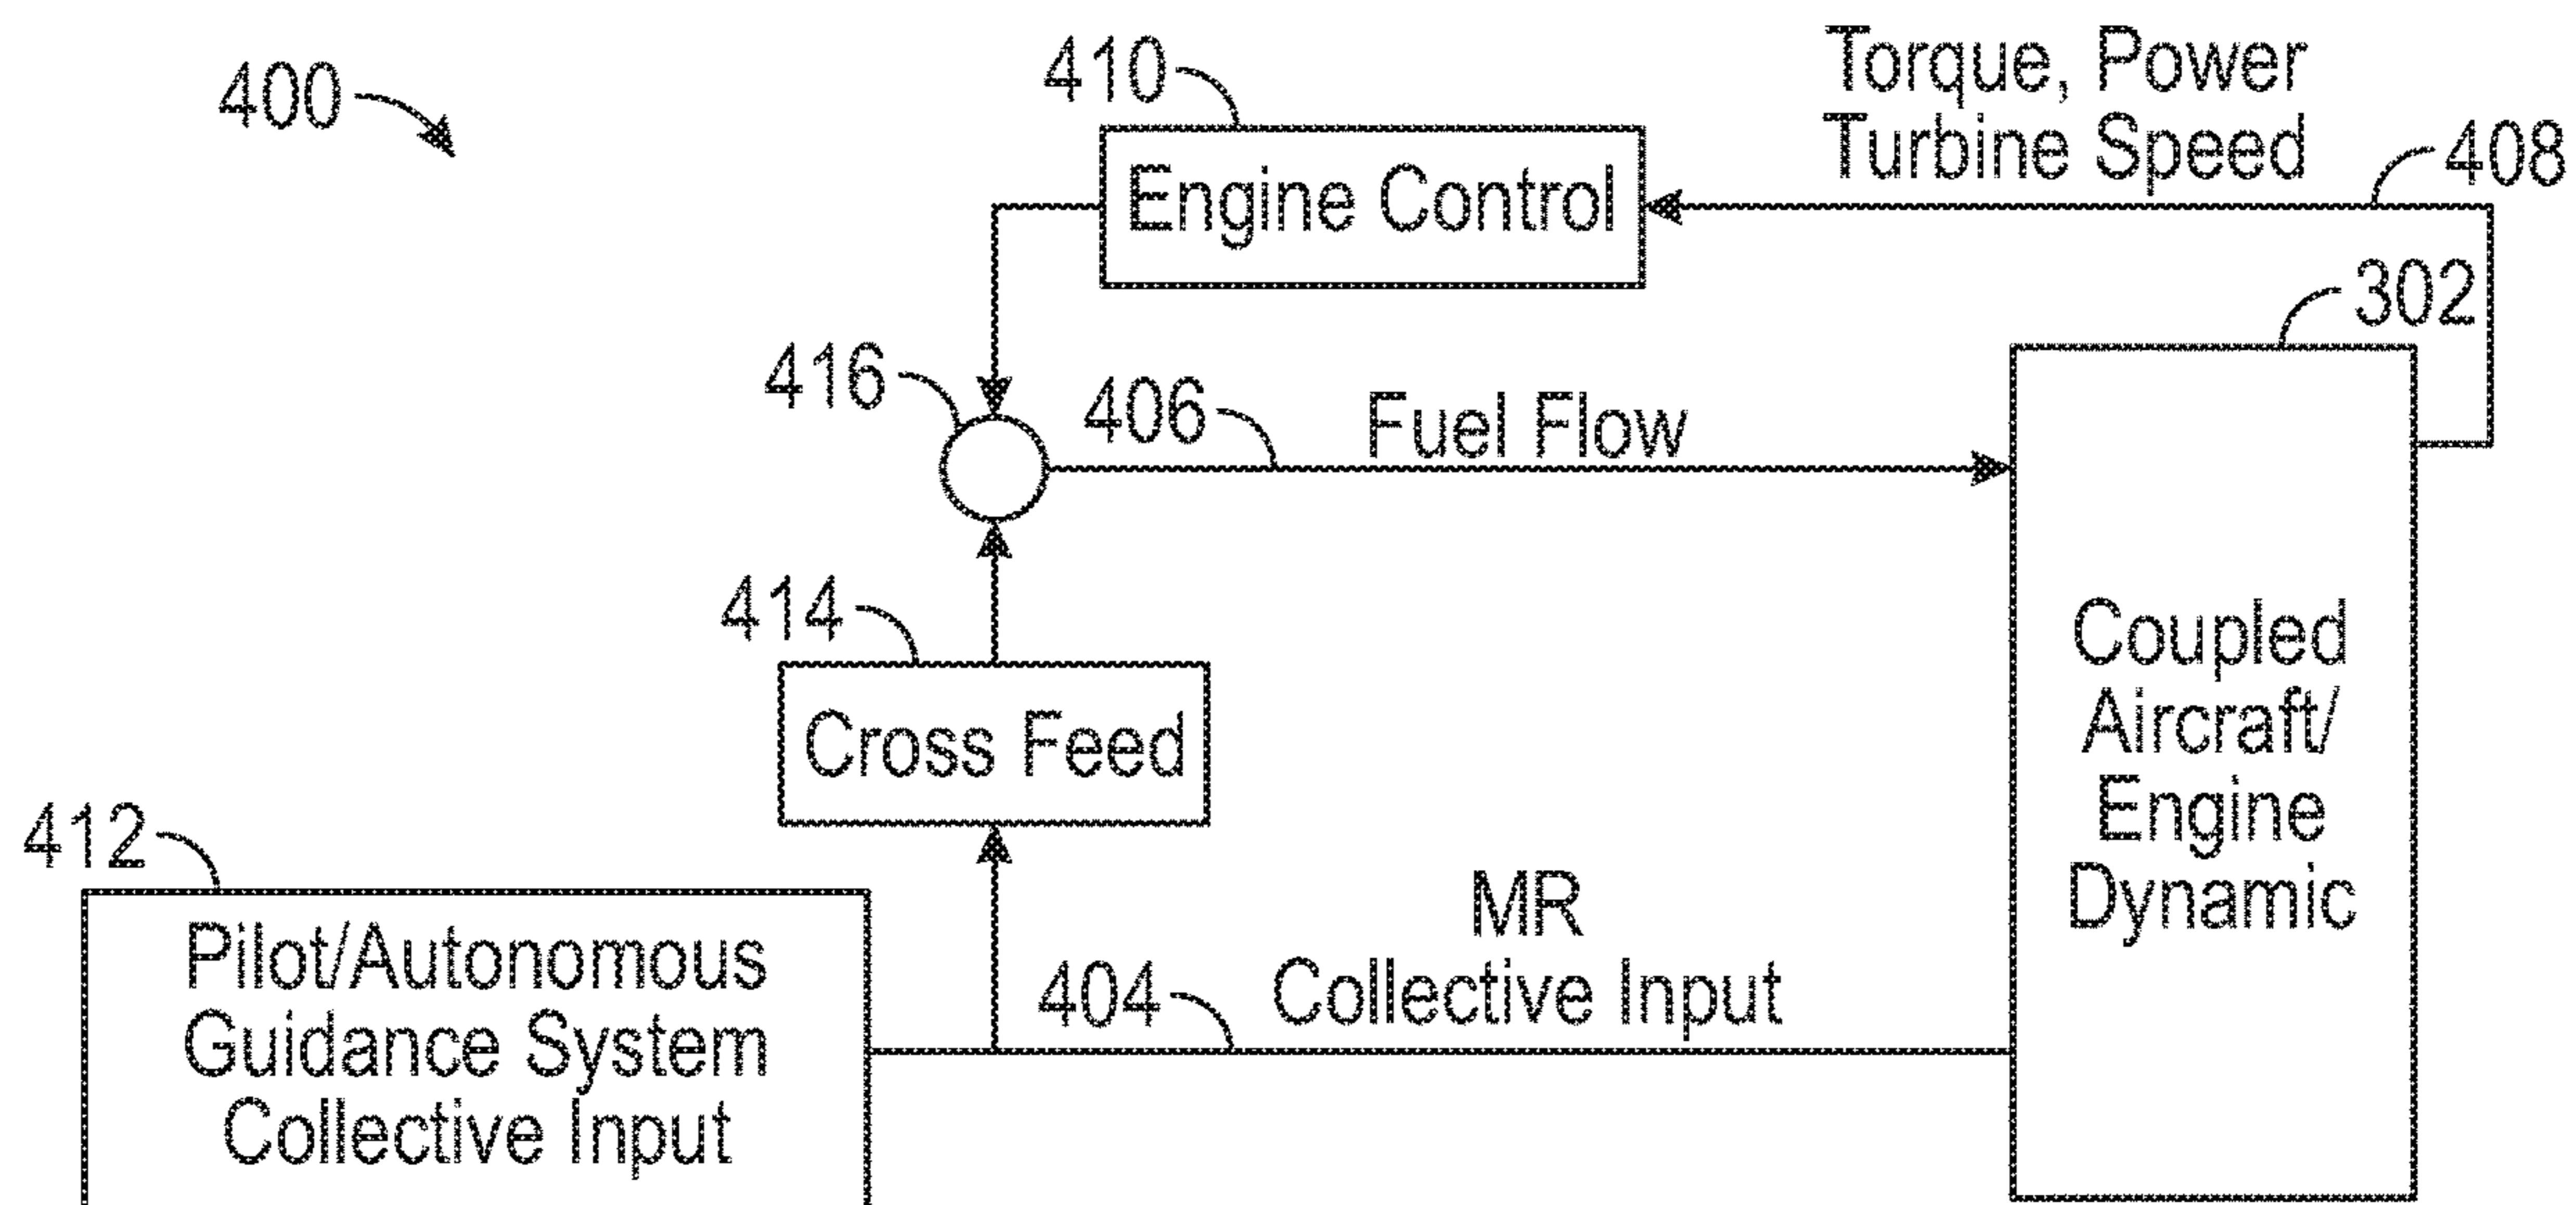 400
410
Torque, Power
Turbine Speed
408
Engine Control
302
416
406
Fuel Flow
414
Cross Feed
Coupled
Aircraft/
Engine
Dynamic
412
Pilot/Autonomous
Guidance System
Collective Input
404
MR
Collective Input